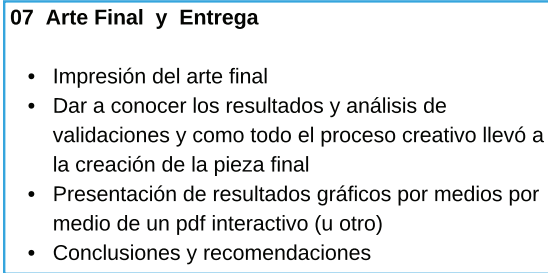 07 Arte Final y Entrega
• Impresión del arte final
• Dar a conocer los resultados y análisis de
validaciones y como todo el proceso creativo llevó a
la creación de la pieza final
• Presentación de resultados gráficos por medios por
medio de un pdf interactivo (u otro)
• Conclusiones y recomendaciones